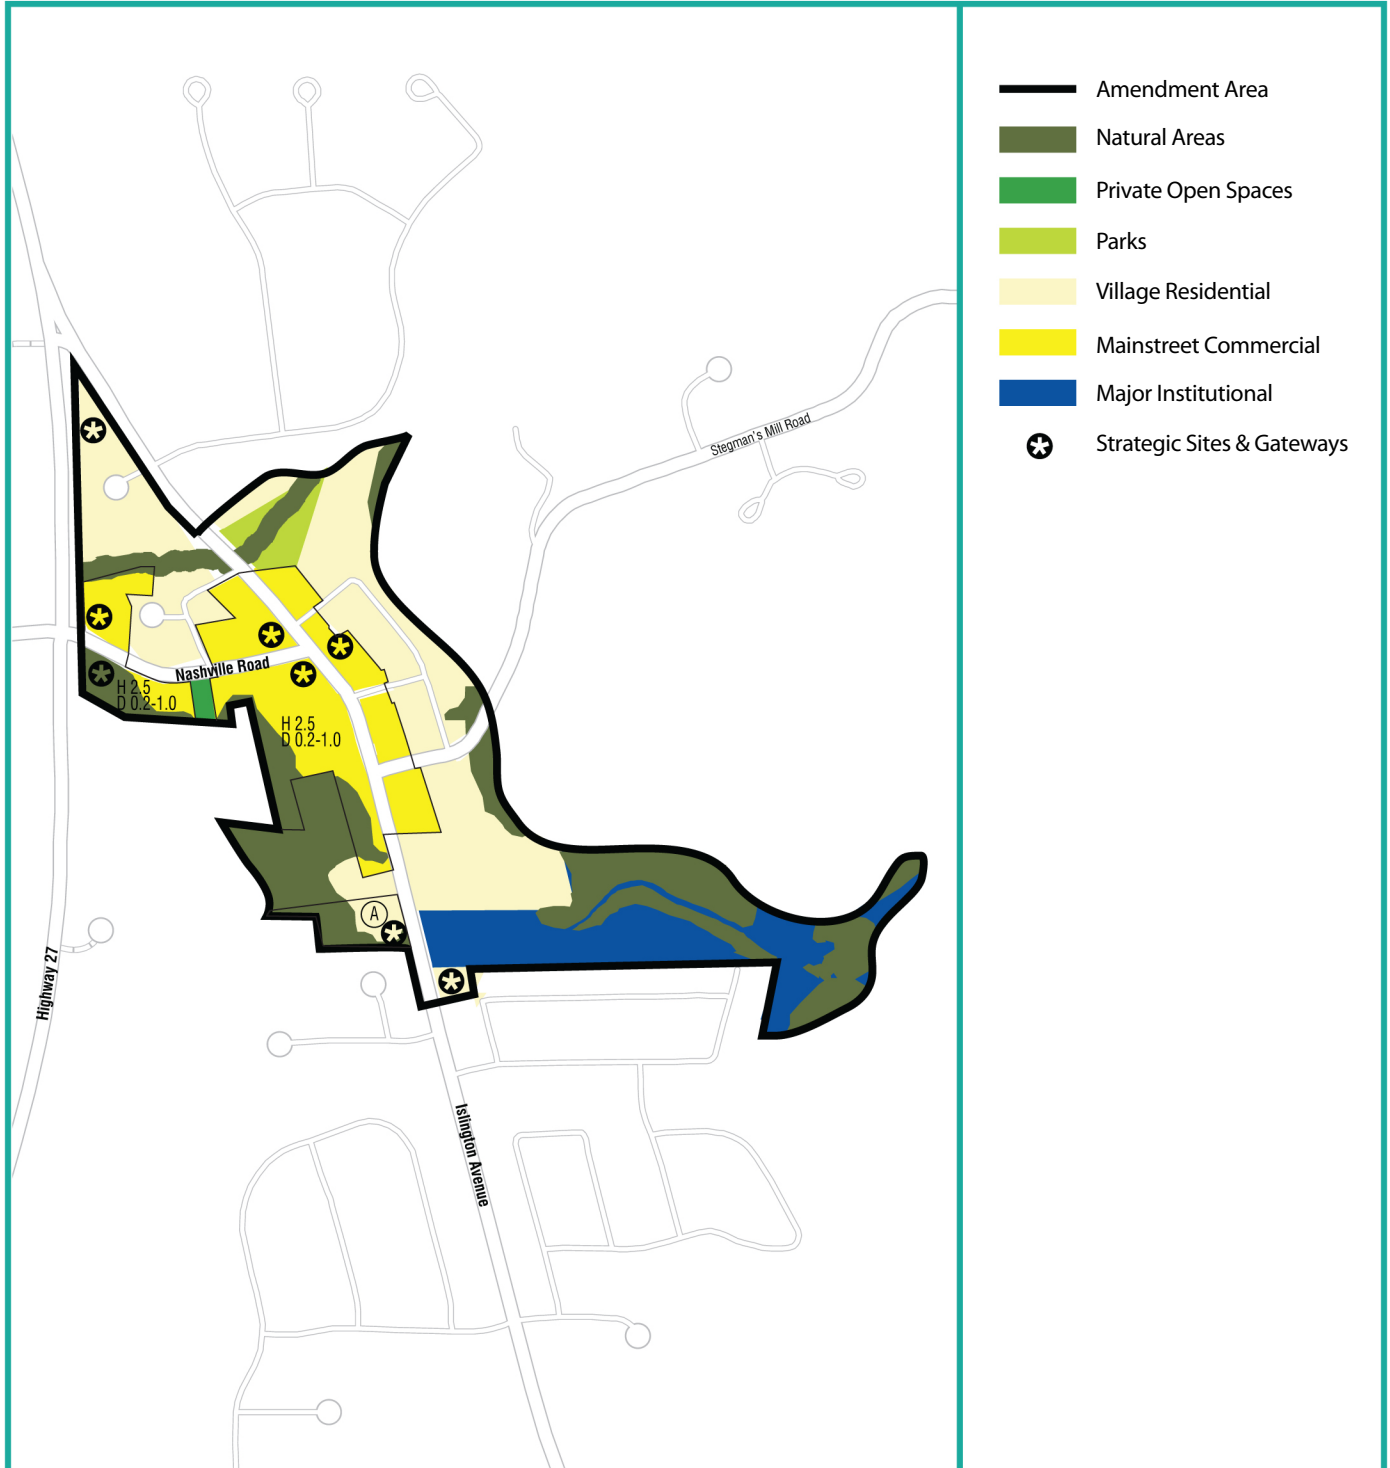 Amendment Area
Natural Areas
Private Open Spaces
Parks
Village Residential
Mainstreet Commercial
Major Institutional
Strategic Sites & Gateways
Stegman's Mill Road
Nashville Road
H 2.5
D 0.2-1.0
H 2.5
D 0.2-1.0
A
Highway 27
Islington Avenue